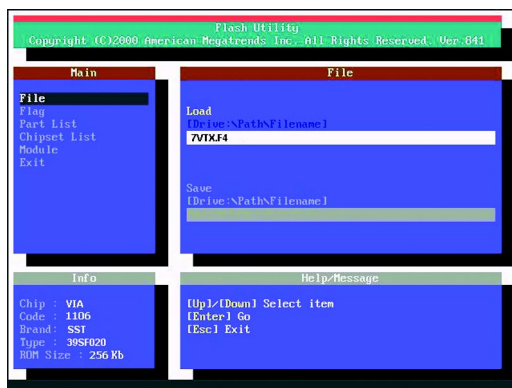 Flash Utility
Copyright (C)2000 American Megatrends Inc. All Rights Reserved. Ver.841
Main
File
Flag
Part List
Chipset List
Module
Exit
File
Load
[Drive:\Path\Filename]
7VTX.F4
Save
[Drive:\Path\Filename]
Info
Chip : VIA
Code : 1106
Brand: SST
Type : 39SF020
ROM Size : 256 Kb
Help/Message
[Up]/[Down] Select item
[Enter] Go
[Esc] Exit